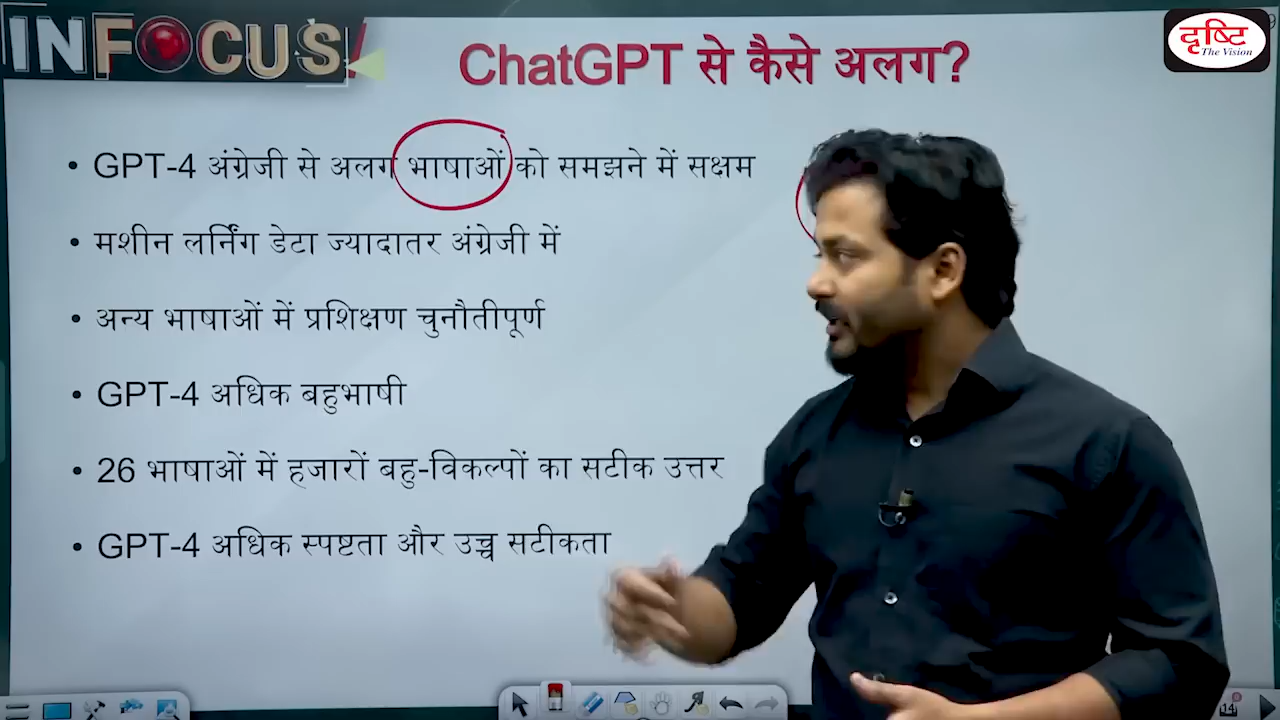 INFOCUS!
ChatGPT से कैसे अलग?
दृष्टि
The Vision
• GPT-4 अंग्रेजी से अलग भाषाओं को समझने में सक्षम
• मशीन लर्निंग डेटा ज्यादातर अंग्रेजी में
• अन्य भाषाओं में प्रशिक्षण चुनौतीपूर्ण
• GPT-4 अधिक बहुभाषी
• 26 भाषाओं में हजारों बहु-विकल्पों का सटीक उत्तर
• GPT-4 अधिक स्पष्टता और उच्च सटीकता
14